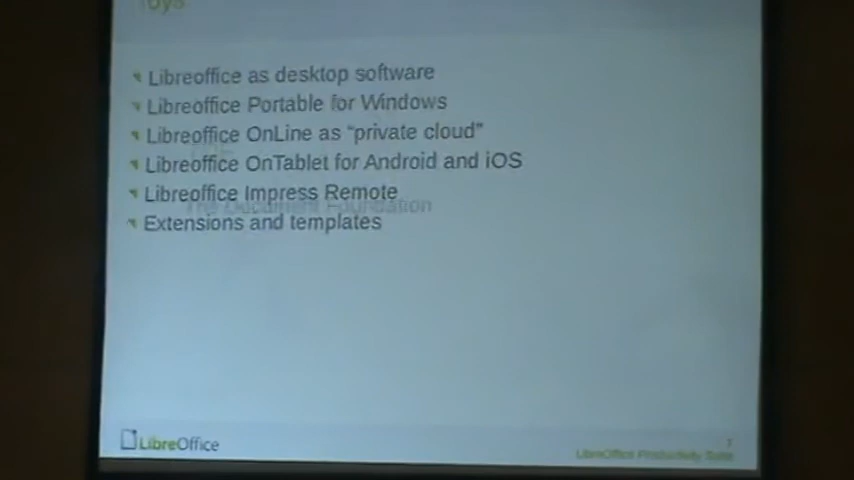 Toys
Libreoffice as desktop software
Libreoffice Portable for Windows
Libreoffice OnLine as “private cloud”
Libreoffice OnTablet for Android and iOS
Libreoffice Impress Remote
The Document Foundation
Extensions and templates
LibreOffice
LibreOffice Productivity Suite